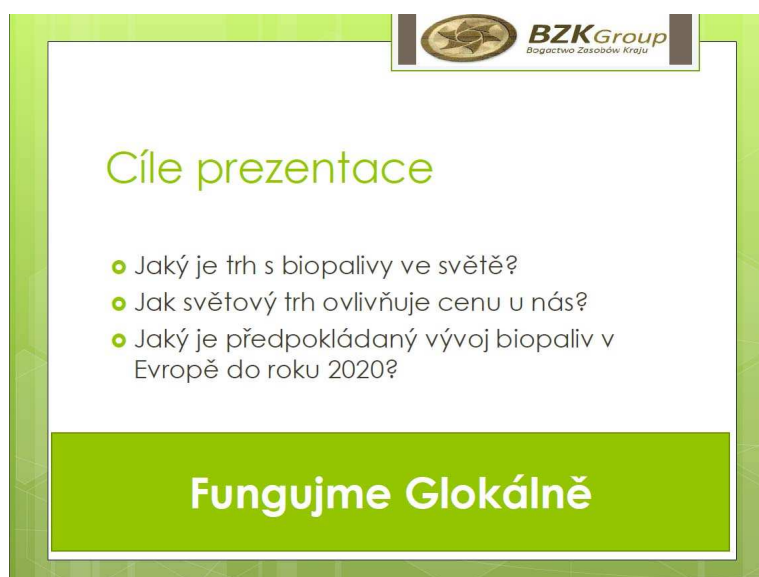 BZKGroup
Bogactwo Zasobów Kraju
Cíle prezentace
Jaký je trh s biopalivy ve světě?
Jak světový trh ovlivňuje cenu u nás?
Jaký je předpokládaný vývoj biopaliv v
Evropě do roku 2020?
Fungujme Glokálně